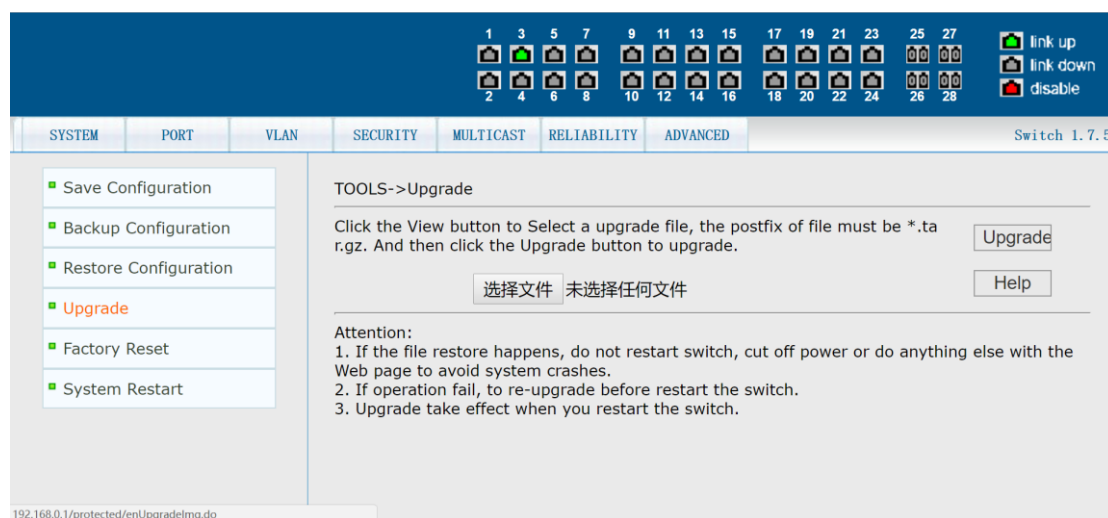 1 3 5 7 9 11 13 15 17 19 21 23 25 27
link up
link down
2 4 6 8 10 12 14 16 18 20 22 24 26 28
disable
SYSTEM PORT VLAN SECURITY MULTICAST RELIABILITY ADVANCED Switch 1.7.5
Save Configuration
Backup Configuration
Restore Configuration
Upgrade
Factory Reset
System Restart
TOOLS->Upgrade
Click the View button to Select a upgrade file, the postfix of file must be *.ta
r.gz. And then click the Upgrade button to upgrade.
Upgrade
选择文件 未选择任何文件
Help
Attention:
1. If the file restore happens, do not restart switch, cut off power or do anything else with the
Web page to avoid system crashes.
2. If operation fail, to re-upgrade before restart the switch.
3. Upgrade take effect when you restart the switch.
192.168.0.1/protected/enUpgradeImg.do